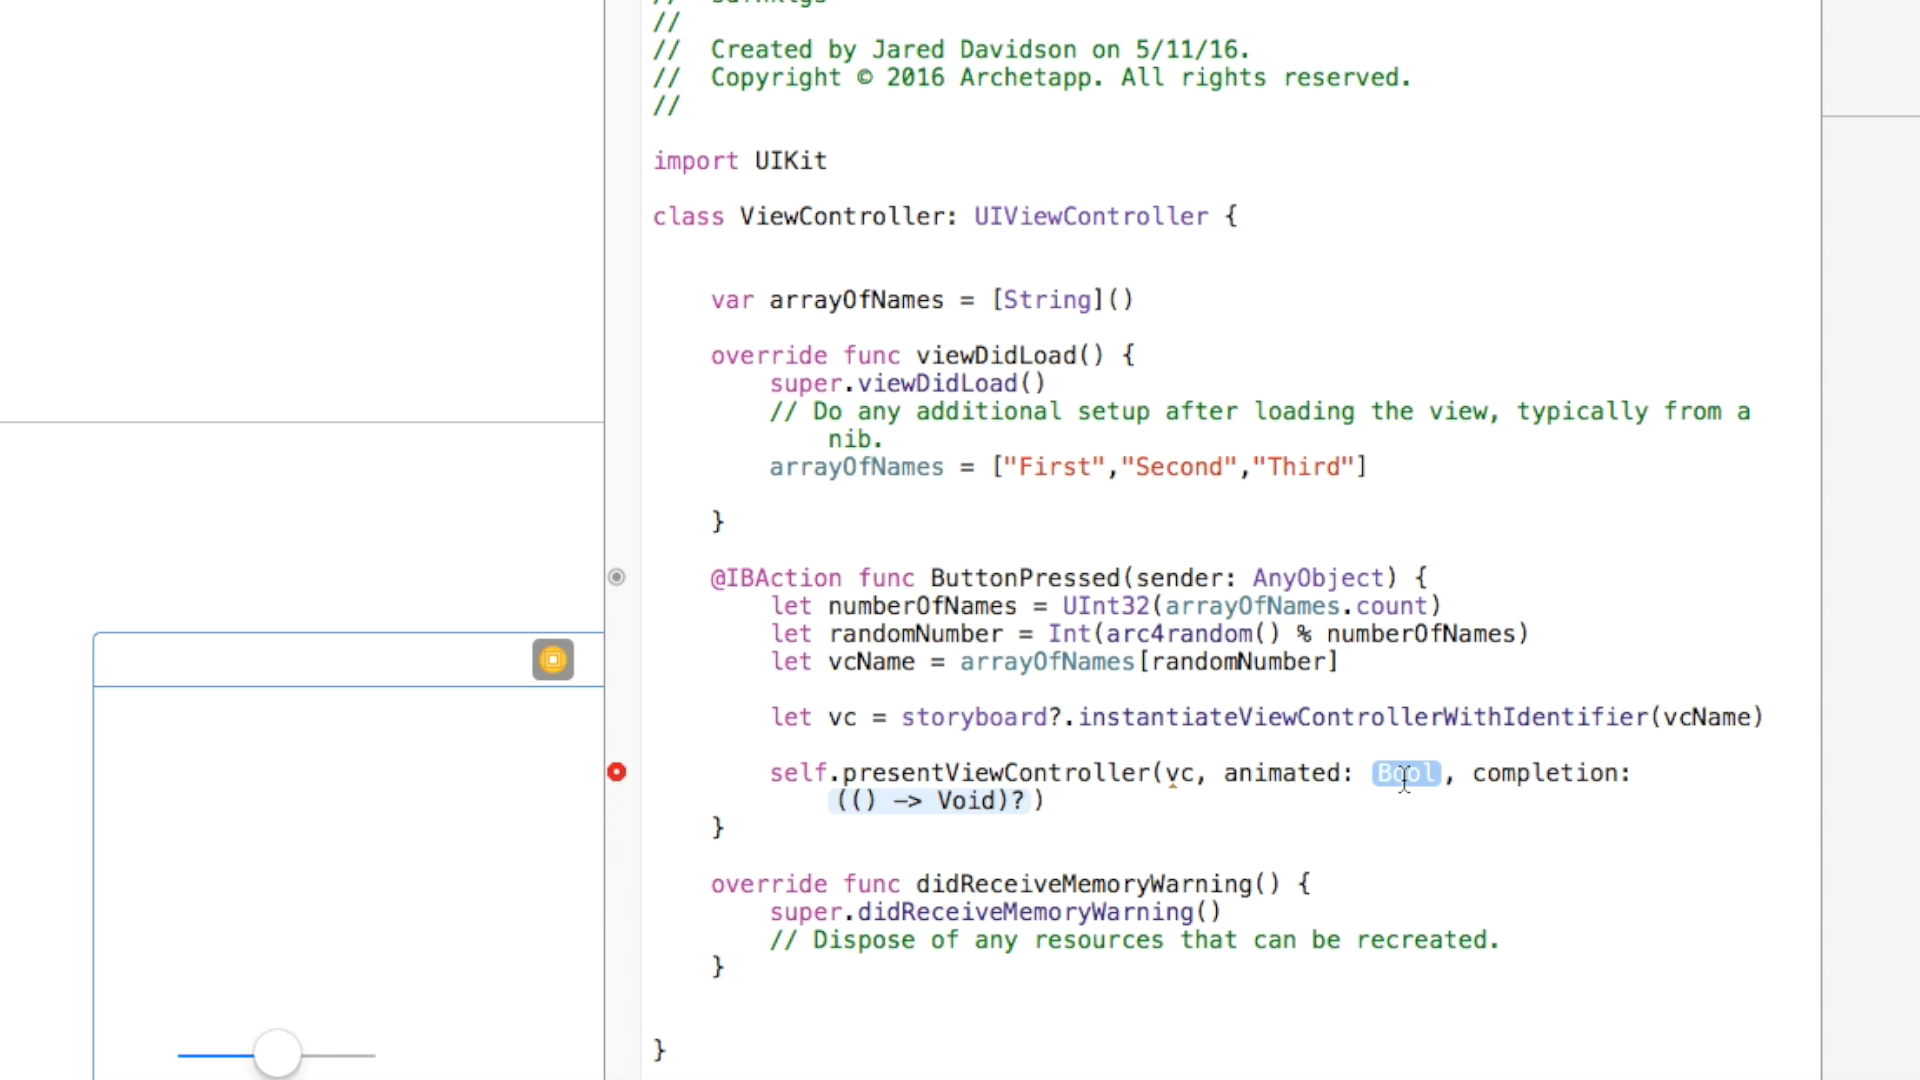 //
//  Created by Jared Davidson on 5/11/16.
//  Copyright © 2016 Archetapp. All rights reserved.
//
import UIKit
class ViewController: UIViewController {
var arrayOfNames = [String]()
override func viewDidLoad() {
super.viewDidLoad()
// Do any additional setup after loading the view, typically from a
nib.
arrayOfNames = ["First","Second","Third"]
}
@IBAction func ButtonPressed(sender: AnyObject) {
let numberOfNames = UInt32(arrayOfNames.count)
let randomNumber = Int(arc4random() % numberOfNames)
let vcName = arrayOfNames[randomNumber]
let vc = storyboard?.instantiateViewControllerWithIdentifier(vcName)
self.presentViewController(vc, animated: Bool, completion:
(() -> Void)?)
}
override func didReceiveMemoryWarning() {
super.didReceiveMemoryWarning()
// Dispose of any resources that can be recreated.
}
}